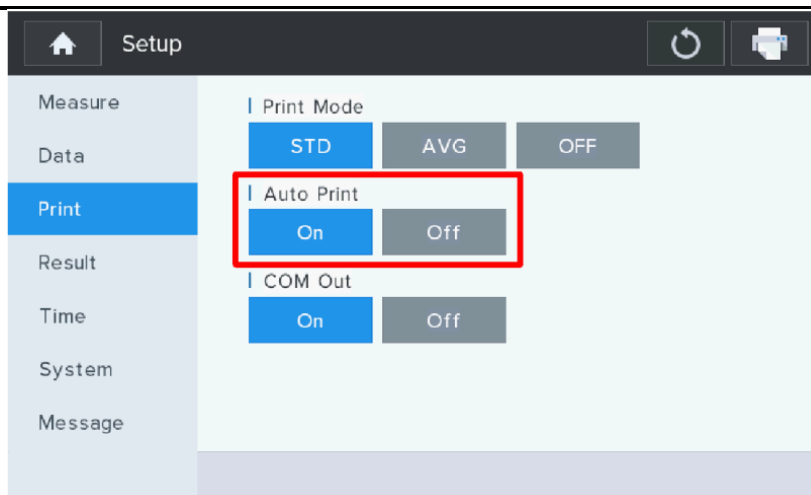 Setup
Measure
Data
Print
Result
Time
System
Message
Print Mode
STD AVG OFF
Auto Print
On Off
COM Out
On Off